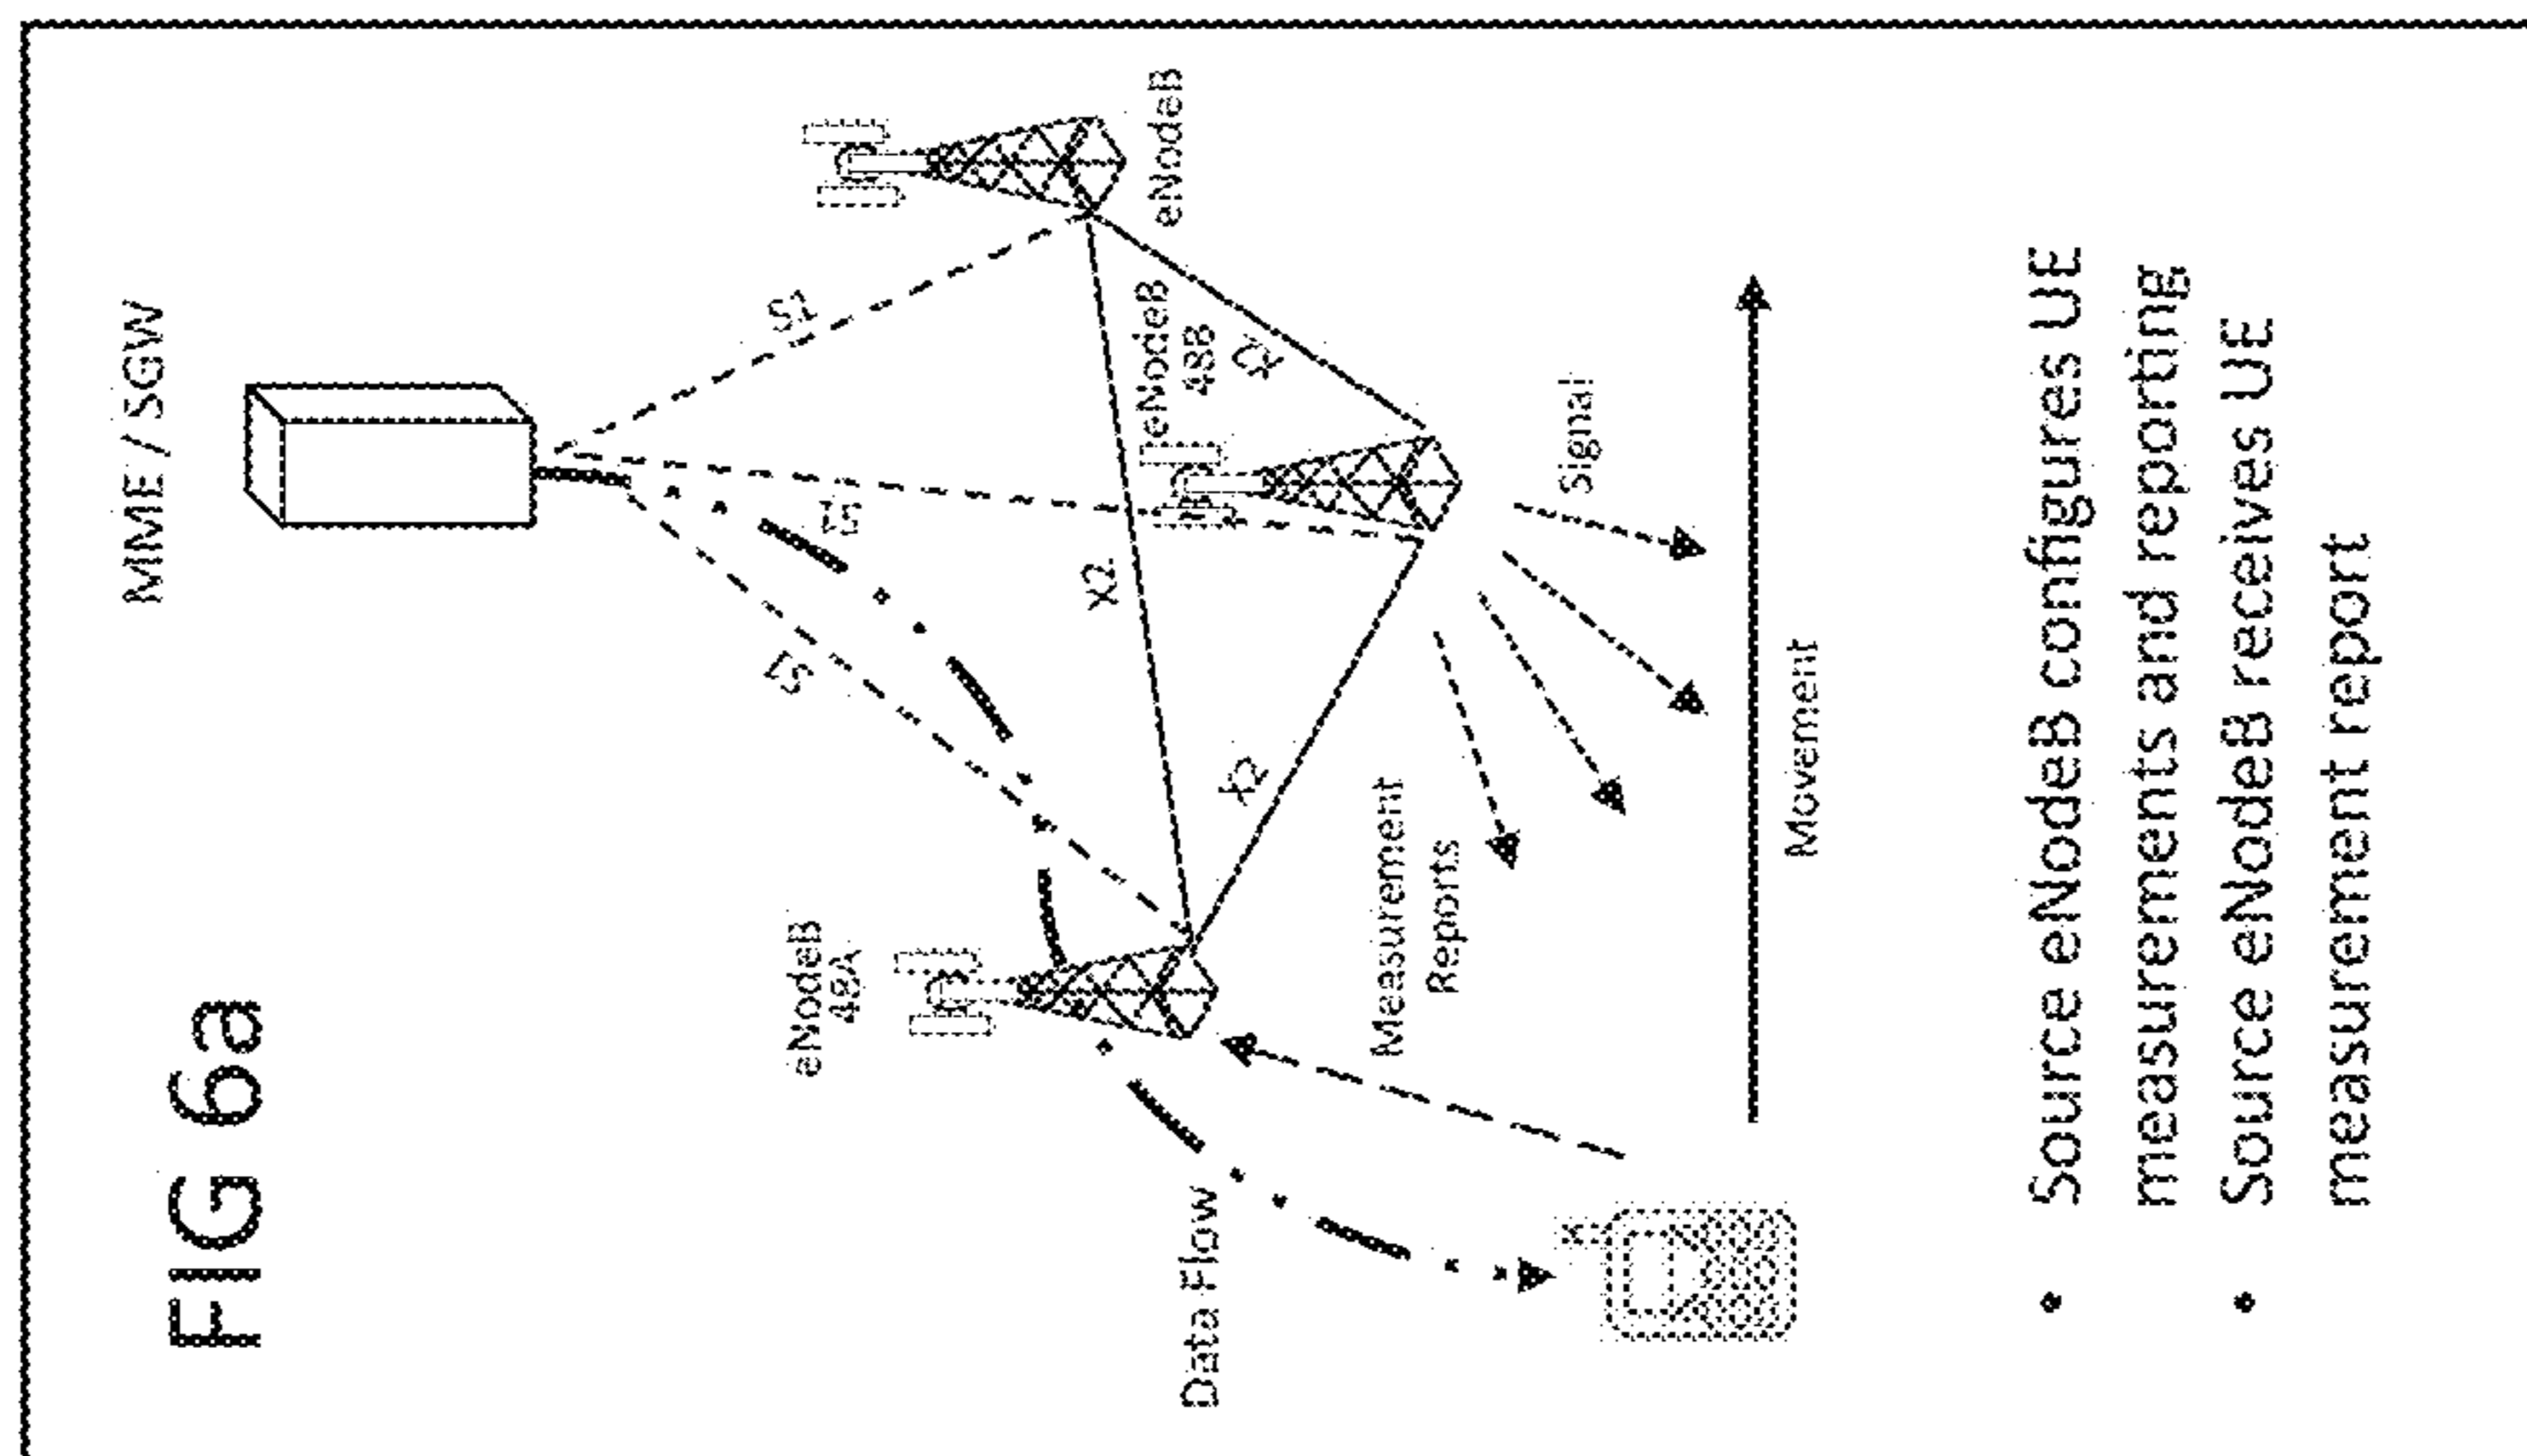 FIG 6a
MME / SGW
eNodeB
48A
S1
S1
S1
eNodeB
X2
eNodeB
48B
X2
X2
Data Flow
Measurement
Reports
Signal
Movement
• Source eNodeB configures UE
measurements and reporting
• Source eNodeB receives UE
measurement report